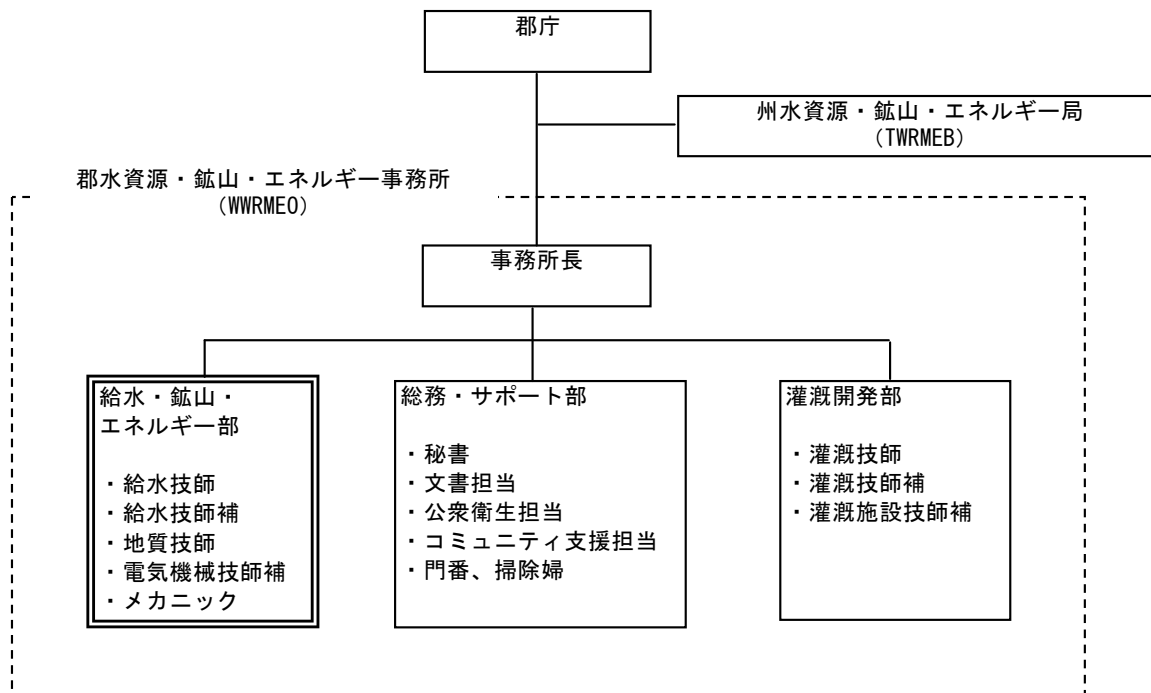 郡庁
州水資源・鉱山・エネルギー局
(TWRMEB)
郡水資源・鉱山・エネルギー事務所
(WWRMEO)
事務所長
給水・鉱山・
エネルギー部
・給水技師
・給水技師補
・地質技師
・電気機械技師補
・メカニック
総務・サポート部
・秘書
・文書担当
・公衆衛生担当
・コミュニティ支援担当
・門番、掃除婦
灌漑開発部
・灌漑技師
・灌漑技師補
・灌漑施設技師補